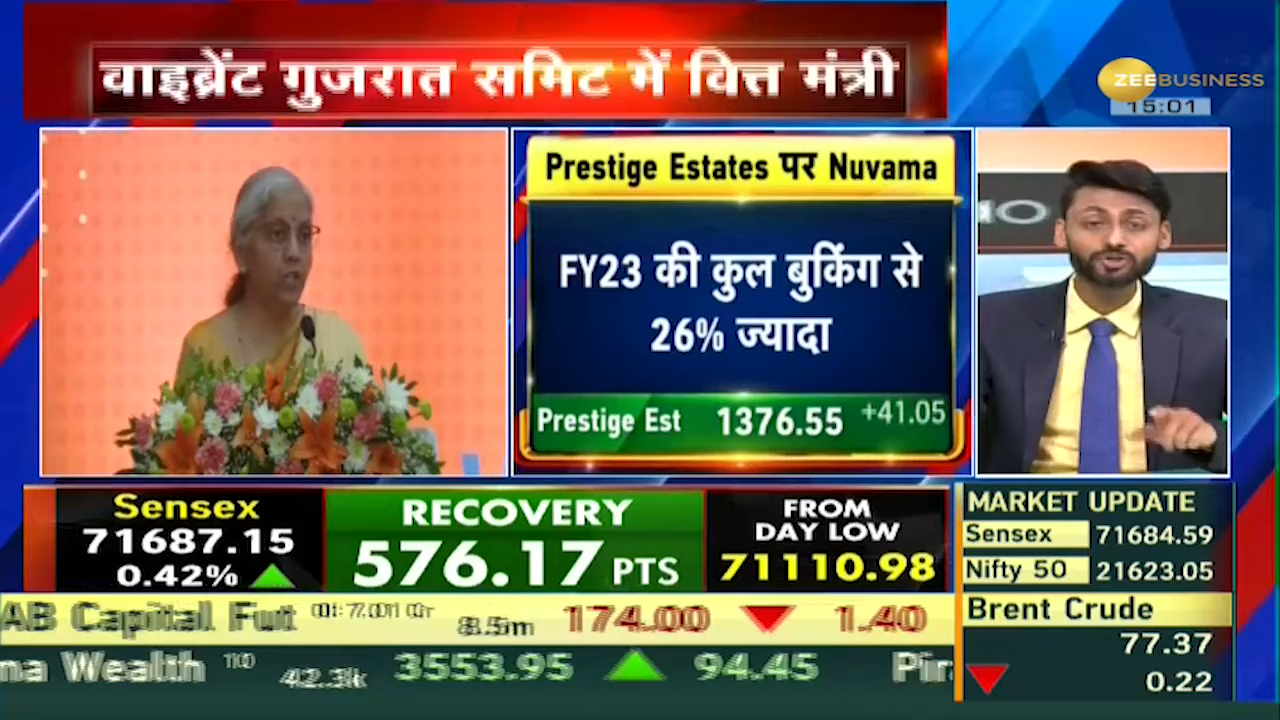 वाइब्रेंट गुजरात समिट में वित्त मंत्री
ZEEBUSINESS
15:01
Prestige Estates पर Nuvama
FY23 की कुल बुकिंग से
26% ज्यादा
Prestige Est 1376.55 +41.05
Sensex
71687.15
0.42%
RECOVERY
576.17 PTS
FROM
DAY LOW
71110.98
MARKET UPDATE
Sensex 71684.59
Nifty 50 21623.05
Brent Crude
77.37
0.22
AB Capital Fut 8.5m 174.00 1.40
ma Wealth 42.3k 3553.95 94.45